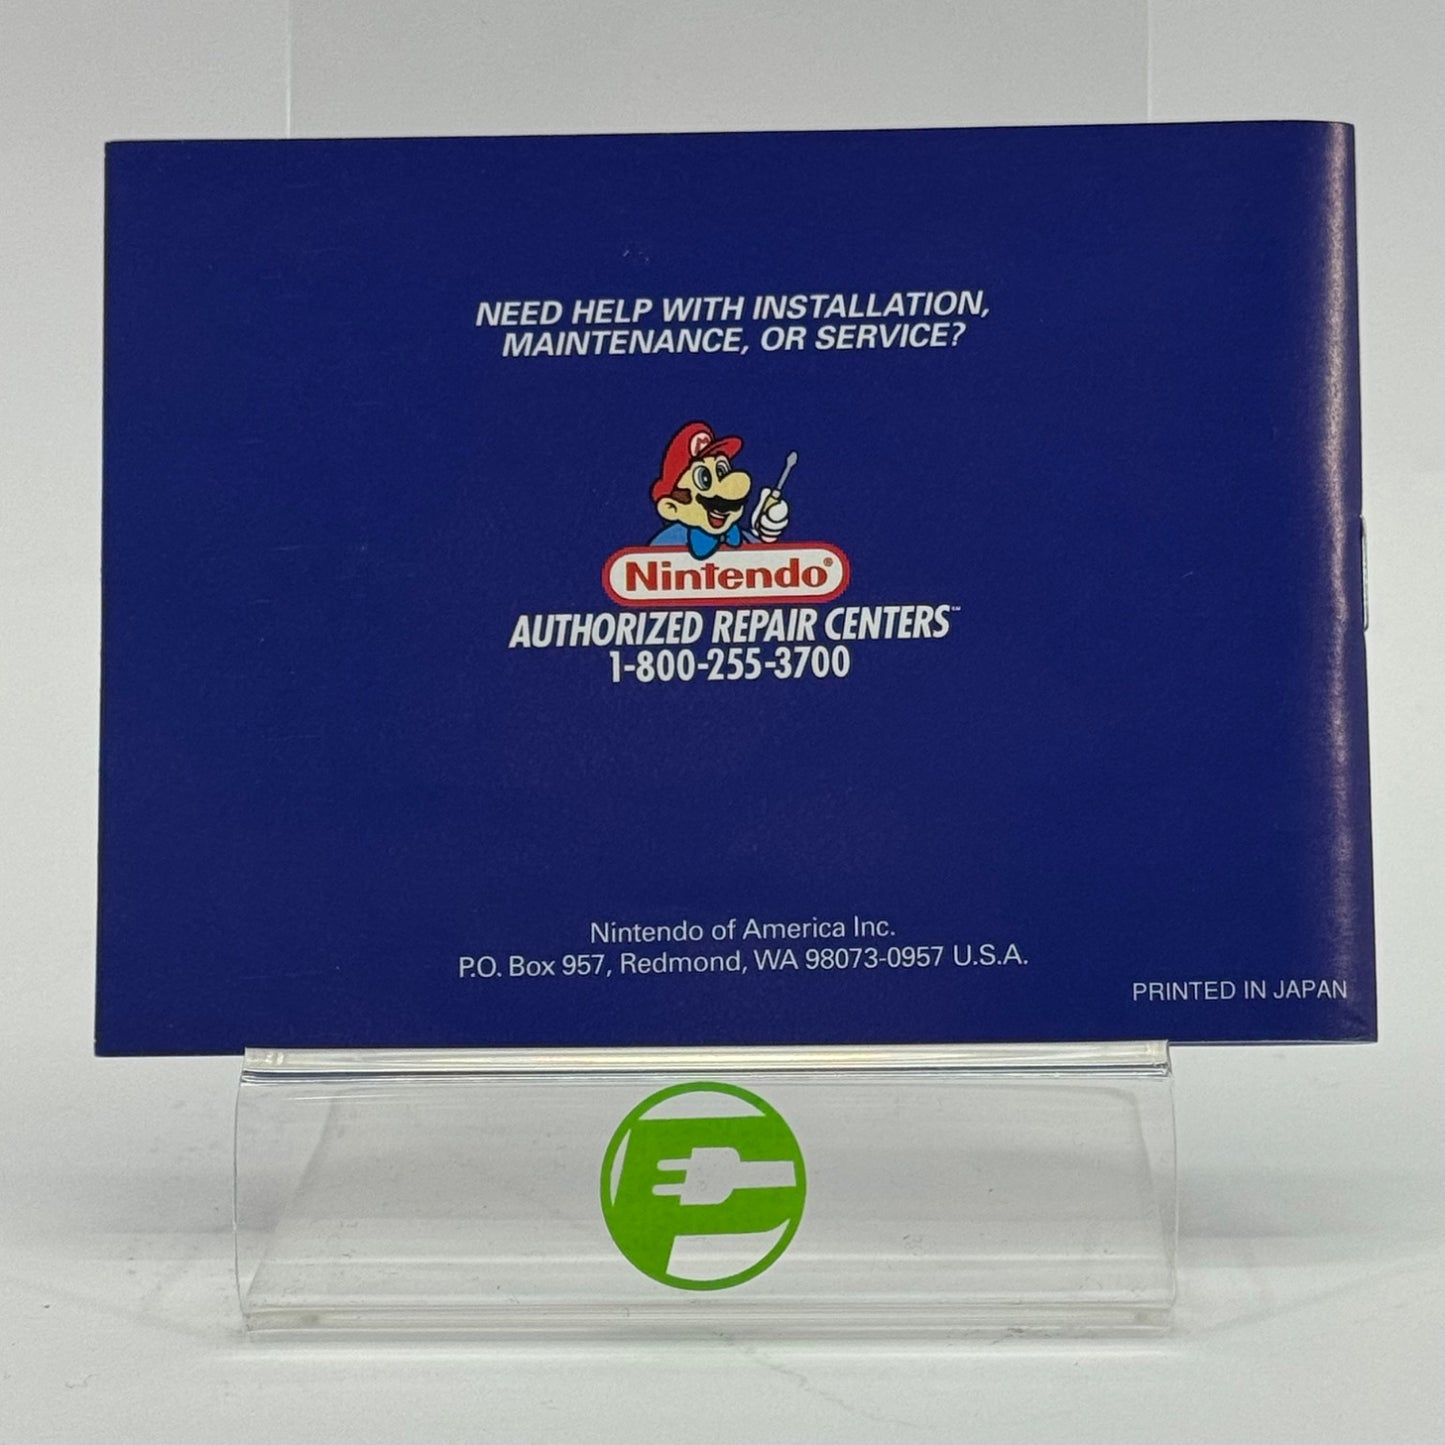 NEED HELP WITH INSTALLATION,
MAINTENANCE, OR SERVICE?
M
Nintendo®
AUTHORIZED REPAIR CENTERS™
1-800-255-3700
Nintendo of America Inc.
P.O. Box 957, Redmond, WA 98073-0957 U.S.A.
PRINTED IN JAPAN